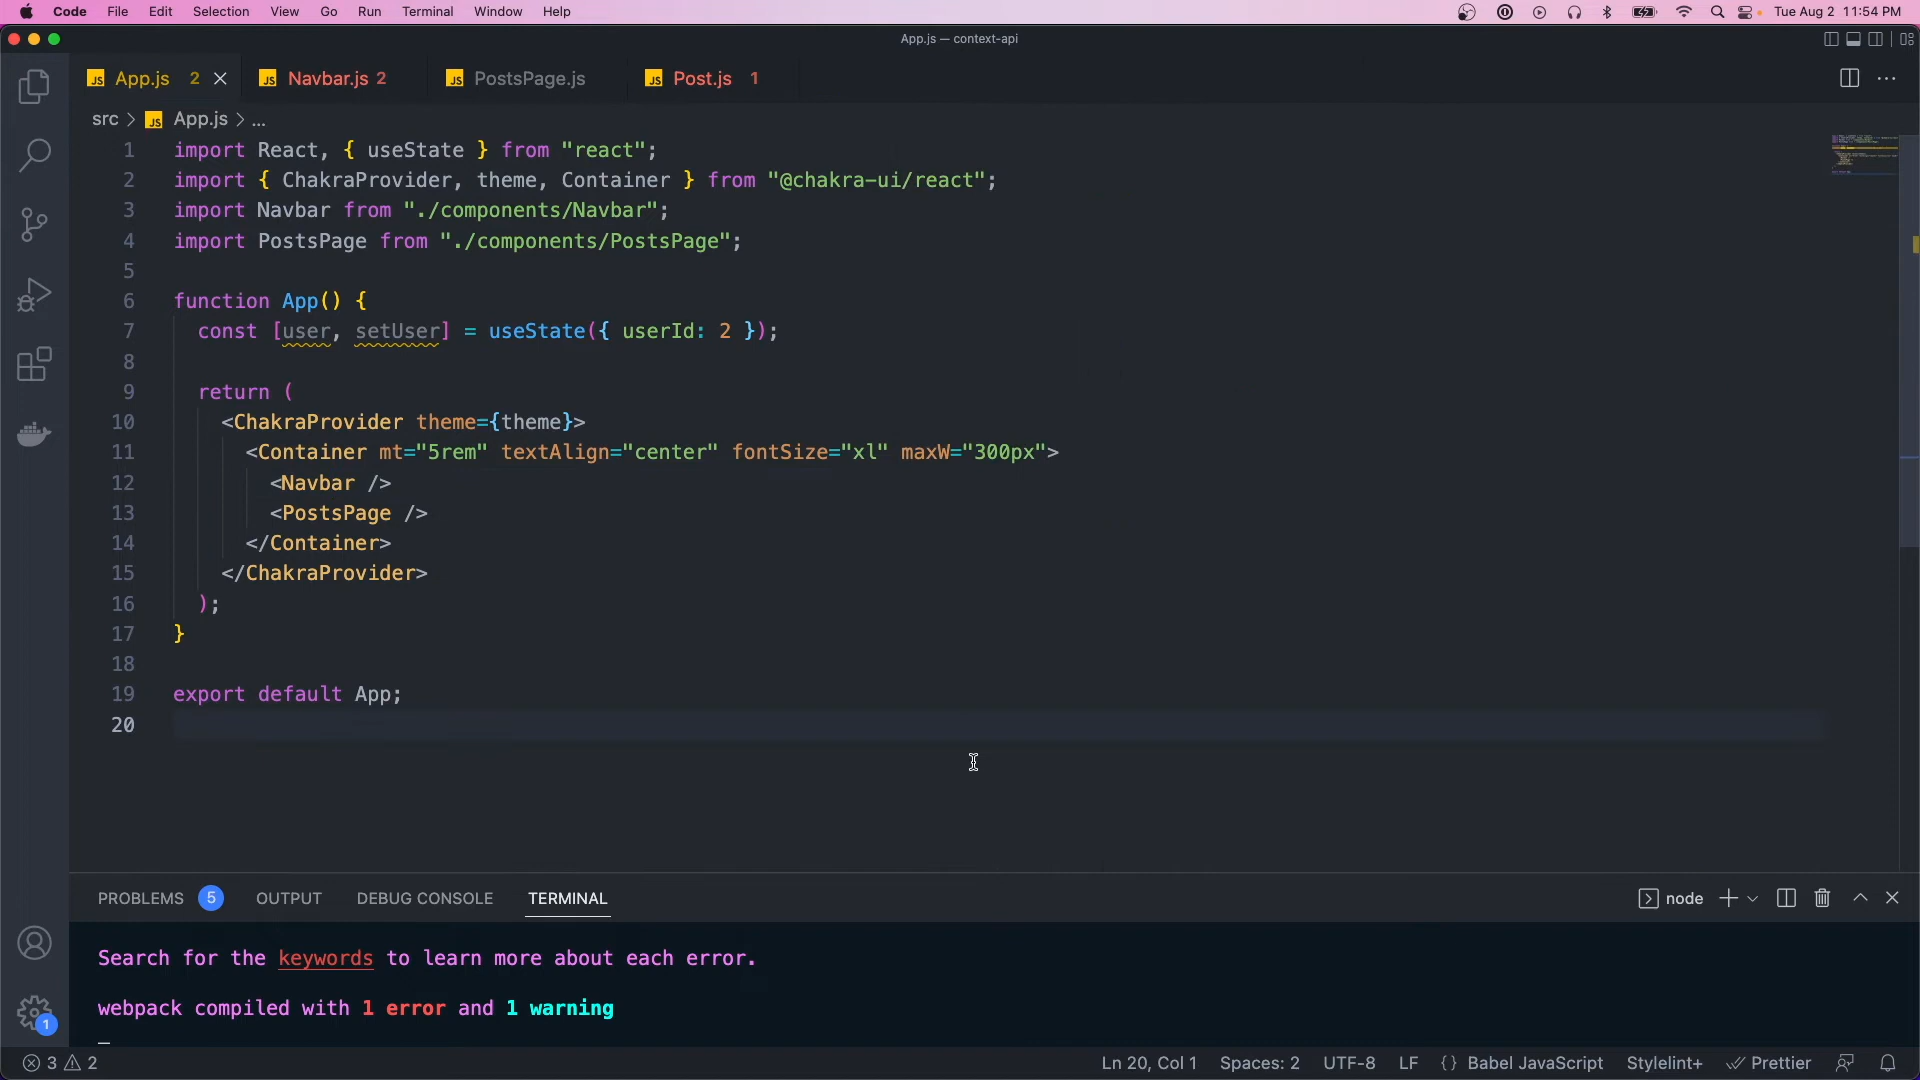 Code File Edit Selection View Go Run Terminal Window Help Tue Aug 2 11:54 PM
App.js — context-api
JS App.js 2 JS Navbar.js 2 JS PostsPage.js JS Post.js 1
src > JS App.js > ...
1 import React, { useState } from "react";
2 import { ChakraProvider, theme, Container } from "@chakra-ui/react";
3 import Navbar from "./components/Navbar";
4 import PostsPage from "./components/PostsPage";
5
6 function App() {
7 const [user, setUser] = useState({ userId: 2 });
8
9 return (
10 <ChakraProvider theme={theme}>
11 <Container mt="5rem" textAlign="center" fontSize="xl" maxW="300px">
12 <Navbar />
13 <PostsPage />
14 </Container>
15 </ChakraProvider>
16 );
17 }
18
19 export default App;
20
PROBLEMS 5 OUTPUT DEBUG CONSOLE TERMINAL node
Search for the keywords to learn more about each error.
webpack compiled with 1 error and 1 warning
1
3 2 Ln 20, Col 1 Spaces: 2 UTF-8 LF {} Babel JavaScript Stylelint+ Prettier